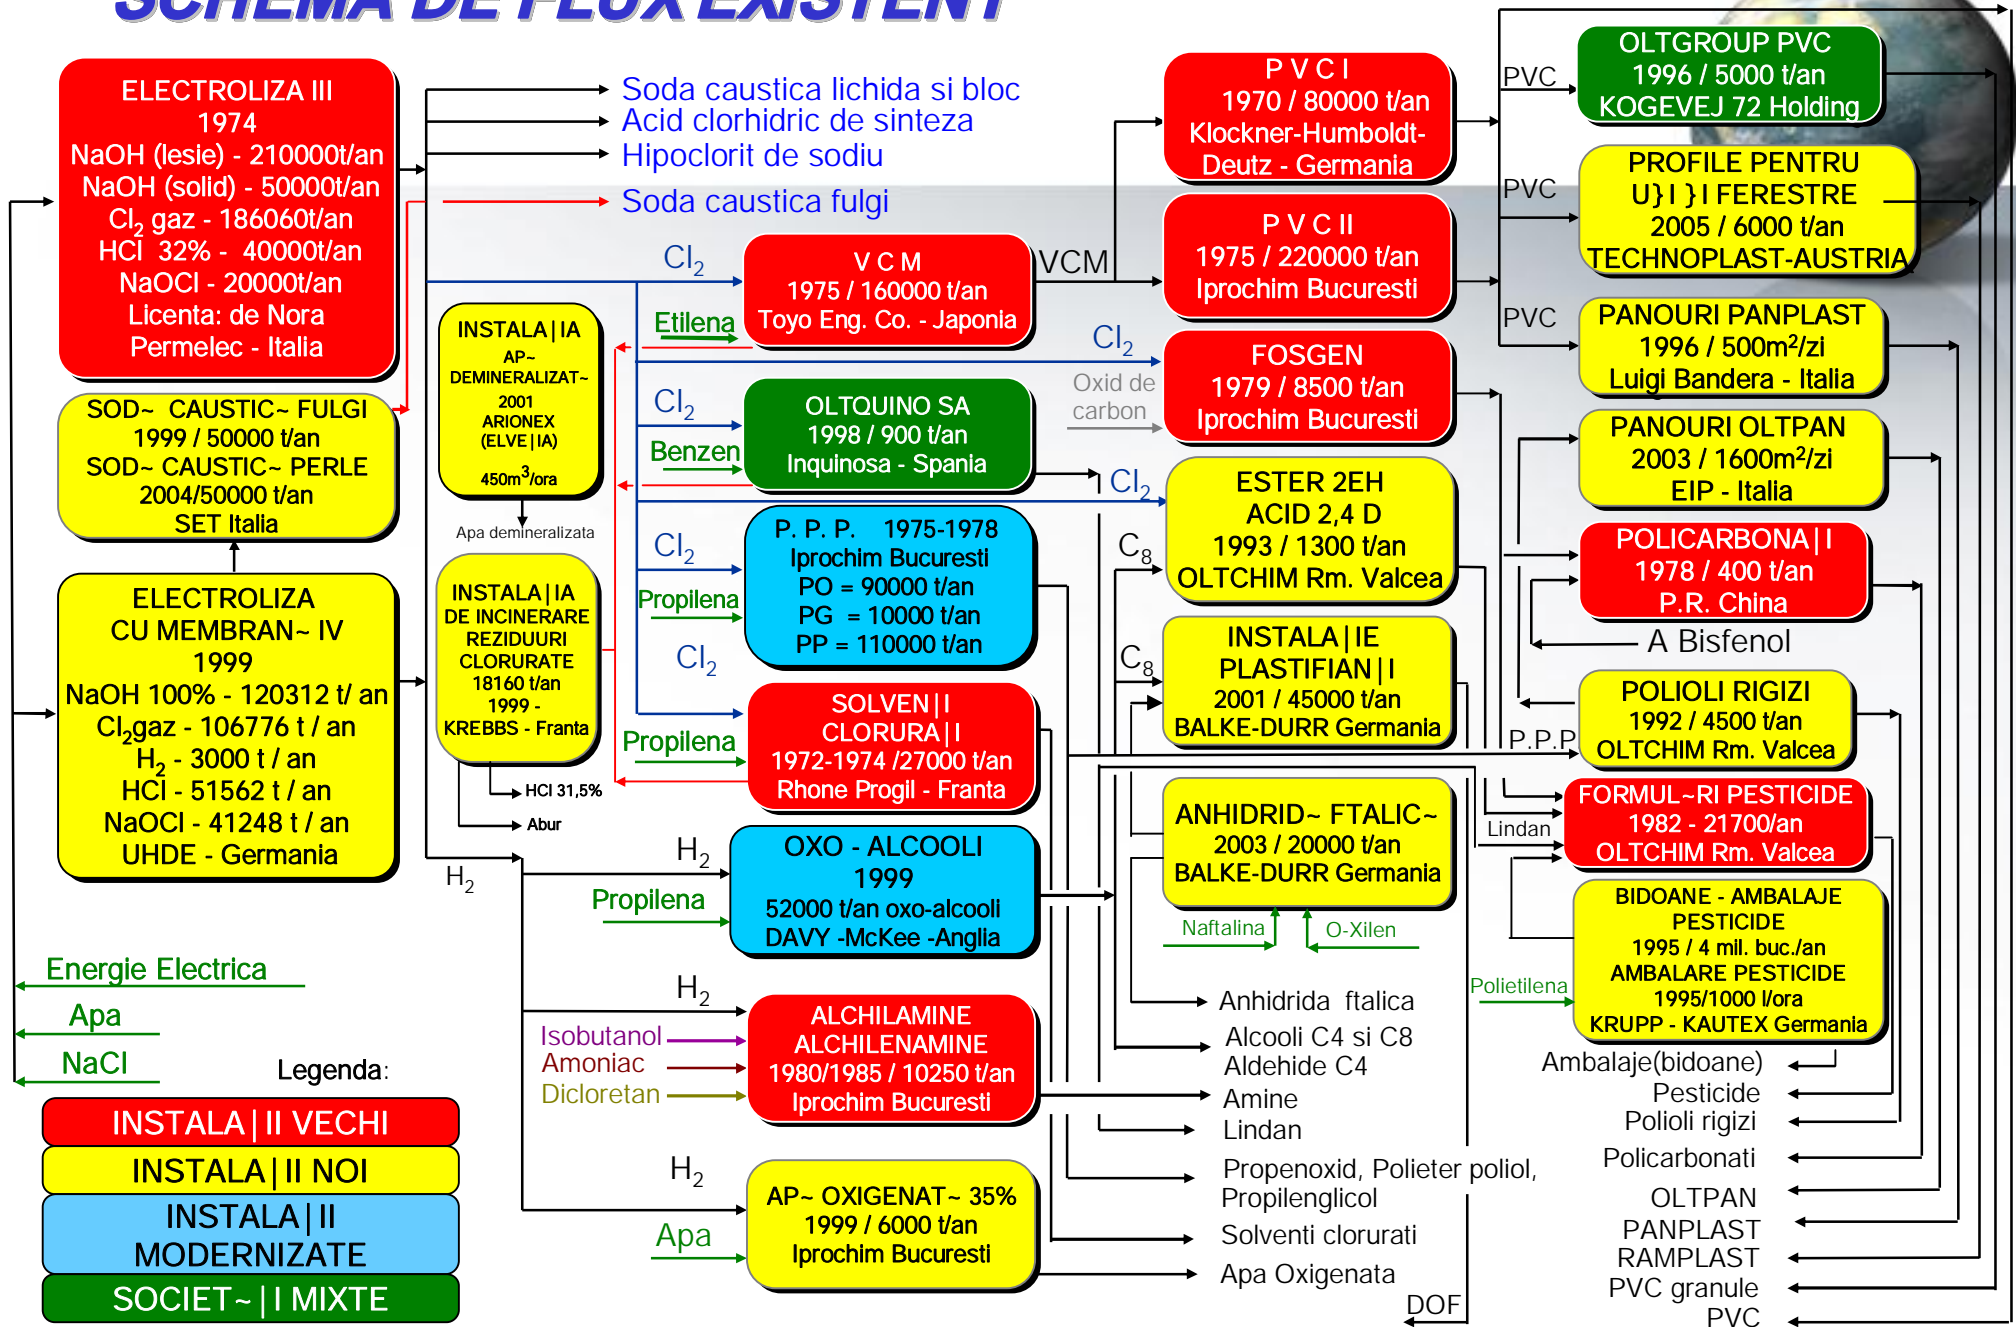 SCHEMA DE FLUX EXISTENT
ELECTROLIZA III
1974
NaOH (lesie) - 210000t/an
NaOH (solid) - 50000t/an
Cl₂ gaz - 186060t/an
HCl 32% - 40000t/an
NaOCl - 20000t/an
Licenta: de Nora
Permelec - Italia
SOD~ CAUSTIC~ FULGI
1999 / 50000 t/an
SOD~ CAUSTIC~ PERLE
2004/50000 t/an
SET Italia
ELECTROLIZA
CU MEMBRAN~ IV
1999
NaOH 100% - 120312 t/ an
Cl₂gaz - 106776 t / an
H₂ - 3000 t / an
HCl - 51562 t / an
NaOCl - 41248 t / an
UHDE - Germania
Energie Electrica
Apa
NaCl
Legenda:
INSTALA|II VECHI
INSTALA|II NOI
INSTALA|II
MODERNIZATE
SOCIET~|I MIXTE
Soda caustica lichida si bloc
Acid clorhidric de sinteza
Hipoclorit de sodiu
Soda caustica fulgi
INSTALA|IA
AP~
DEMINERALIZAT~
2001
ARIONEX
(ELVE|IA)
450m³/ora
Apa demineralizata
INSTALA|IA
DE INCINERARE
REZIDUURI
CLORURATE
18160 t/an
1999 -
KREBBS - Franta
HCl 31,5%
Abur
H₂
Cl₂
Etilena
V C M
1975 / 160000 t/an
Toyo Eng. Co. - Japonia
VCM
Cl₂
Benzen
OLTQUINO SA
1998 / 900 t/an
Inquinosa - Spania
Cl₂
Propilena
P. P. P. 1975-1978
Iprochim Bucuresti
PO = 90000 t/an
PG = 10000 t/an
PP = 110000 t/an
Cl₂
Propilena
SOLVEN|I
CLORURA|I
1972-1974 /27000 t/an
Rhone Progil - Franta
H₂
Propilena
OXO - ALCOOLI
1999
52000 t/an oxo-alcooli
DAVY -McKee -Anglia
H₂
Isobutanol
Amoniac
Dicloretan
ALCHILAMINE
ALCHILENAMINE
1980/1985 / 10250 t/an
Iprochim Bucuresti
H₂
Apa
AP~ OXIGENAT~ 35%
1999 / 6000 t/an
Iprochim Bucuresti
P V C I
1970 / 80000 t/an
Klockner-Humboldt-
Deutz - Germania
P V C II
1975 / 220000 t/an
Iprochim Bucuresti
Cl₂
Oxid de
carbon
FOSGEN
1979 / 8500 t/an
Iprochim Bucuresti
Cl₂
C₈
ESTER 2EH
ACID 2,4 D
1993 / 1300 t/an
OLTCHIM Rm. Valcea
C₈
INSTALA|IE
PLASTIFIAN|I
2001 / 45000 t/an
BALKE-DURR Germania
ANHIDRID~ FTALIC~
2003 / 20000 t/an
BALKE-DURR Germania
Naftalina
O-Xilen
Anhidrida ftalica
Alcooli C4 si C8
Aldehide C4
Amine
Lindan
Propenoxid, Polieter poliol,
Propilenglicol
Solventi clorurati
Apa Oxigenata
DOF
PVC
OLTGROUP PVC
1996 / 5000 t/an
KOGEVEJ 72 Holding
PVC
PROFILE PENTRU
U}I }I FERESTRE
2005 / 6000 t/an
TECHNOPLAST-AUSTRIA
PVC
PANOURI PANPLAST
1996 / 500m²/zi
Luigi Bandera - Italia
PANOURI OLTPAN
2003 / 1600m²/zi
EIP - Italia
POLICARBONA|I
1978 / 400 t/an
P.R. China
A Bisfenol
P.P.P
POLIOLI RIGIZI
1992 / 4500 t/an
OLTCHIM Rm. Valcea
Lindan
FORMUL~RI PESTICIDE
1982 - 21700/an
OLTCHIM Rm. Valcea
Polietilena
BIDOANE - AMBALAJE
PESTICIDE
1995 / 4 mil. buc./an
AMBALARE PESTICIDE
1995/1000 l/ora
KRUPP - KAUTEX Germania
Ambalaje(bidoane)
Pesticide
Polioli rigizi
Policarbonati
OLTPAN
PANPLAST
RAMPLAST
PVC granule
PVC